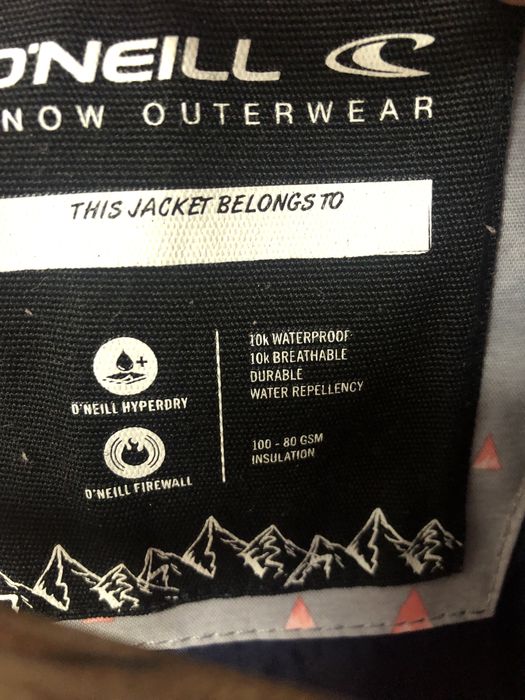 O'NEILL
NOW OUTERWEAR
THIS JACKET BELONGS TO
10K WATERPROOF
10K BREATHABLE
DURABLE
WATER REPELLENCY
O'NEILL HYPERDRY
100 - 80 GSM
INSULATION
O'NEILL FIREWALL